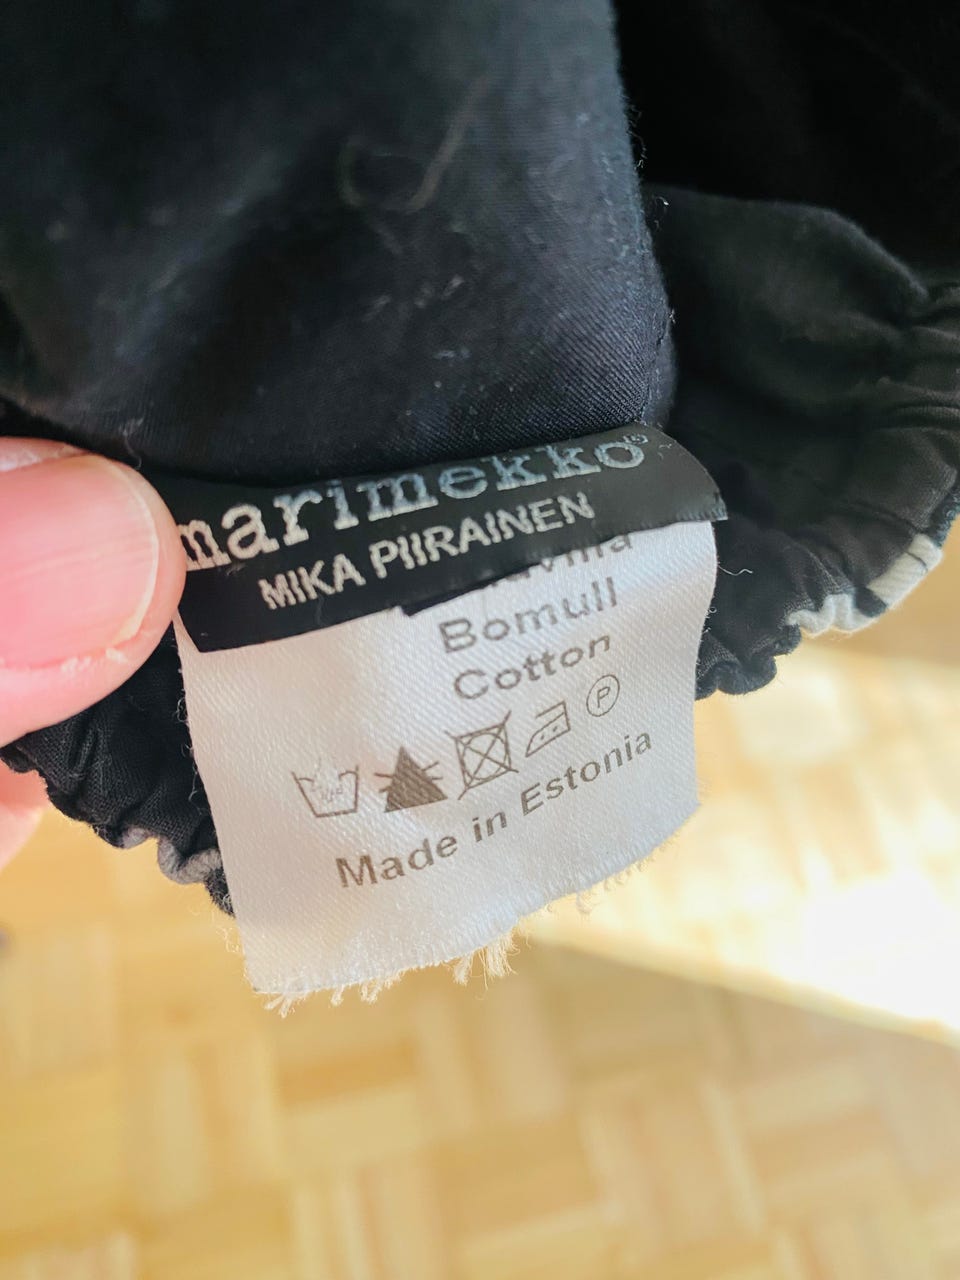 marimekko®
MIKA PIIRAINEN
Bomull
Cotton
P
Made in Estonia